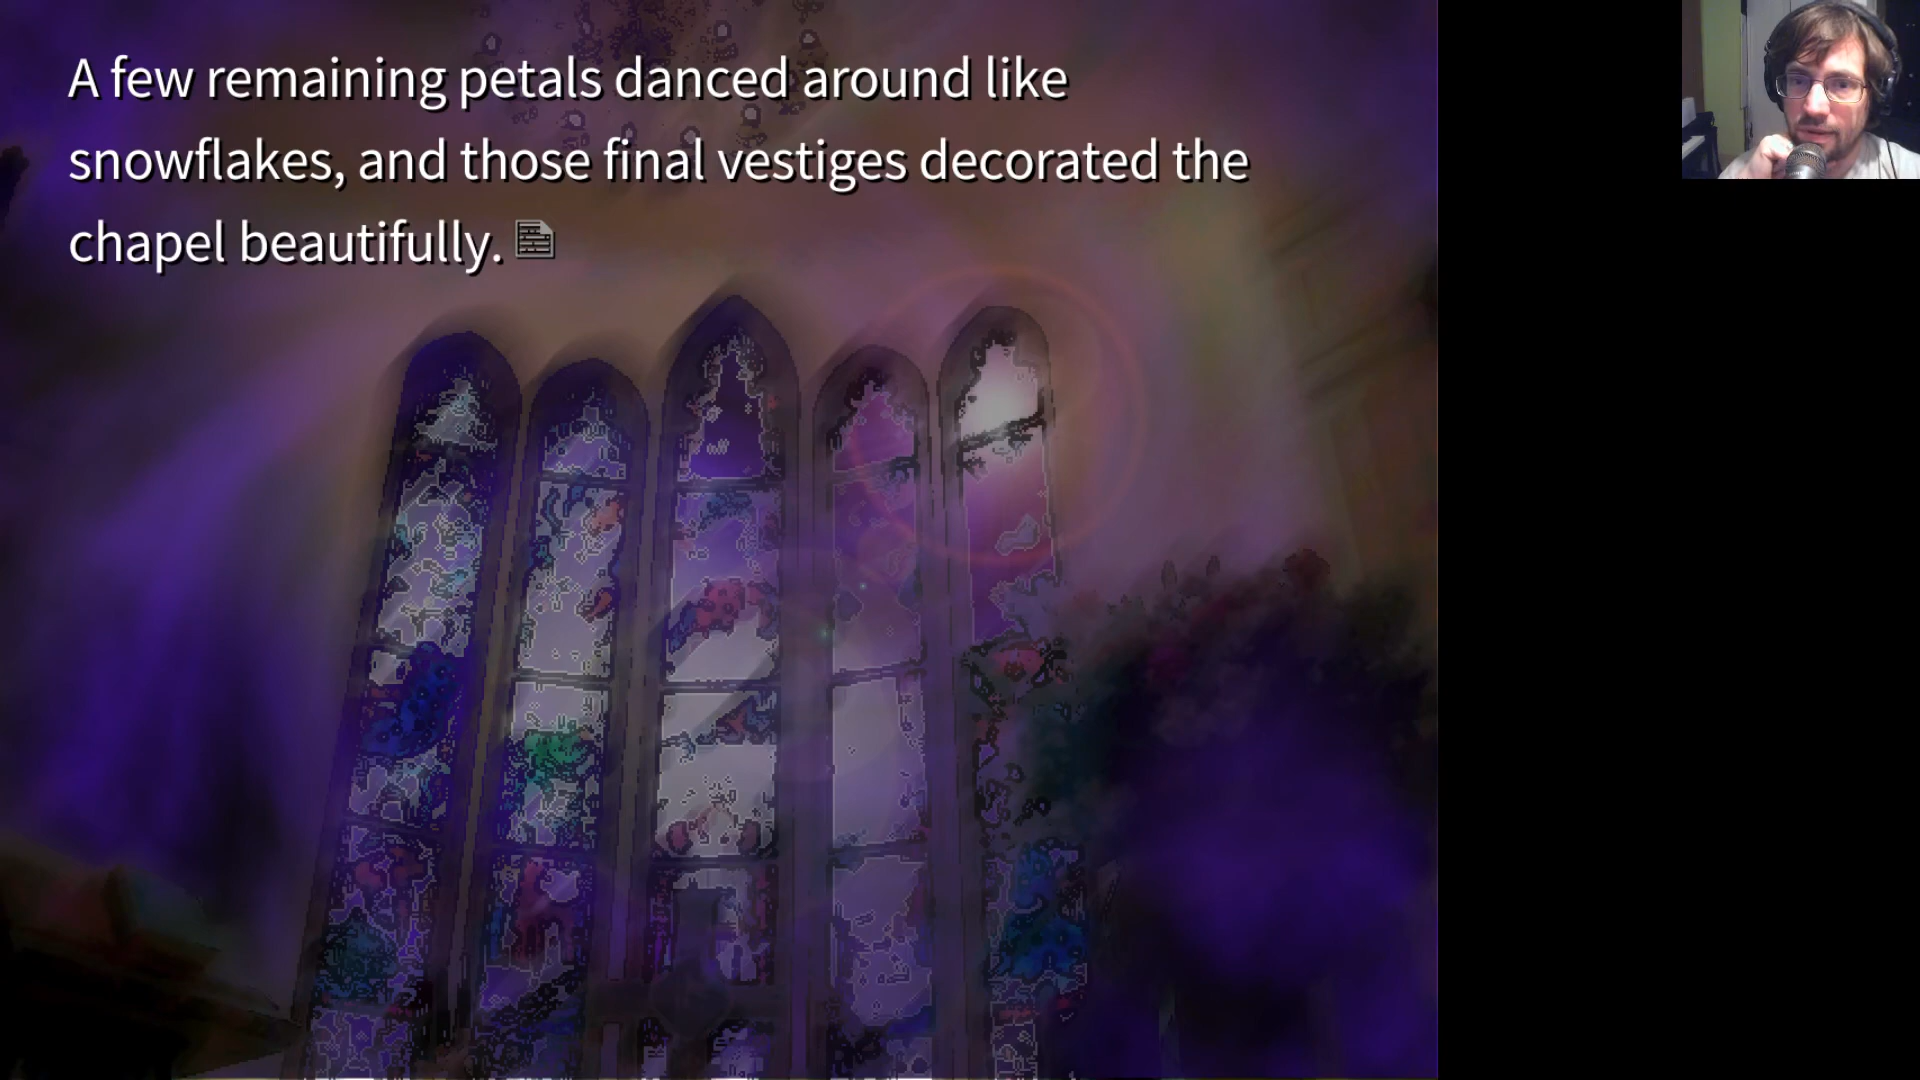 A few remaining petals danced around like
snowflakes, and those final vestiges decorated the
chapel beautifully.